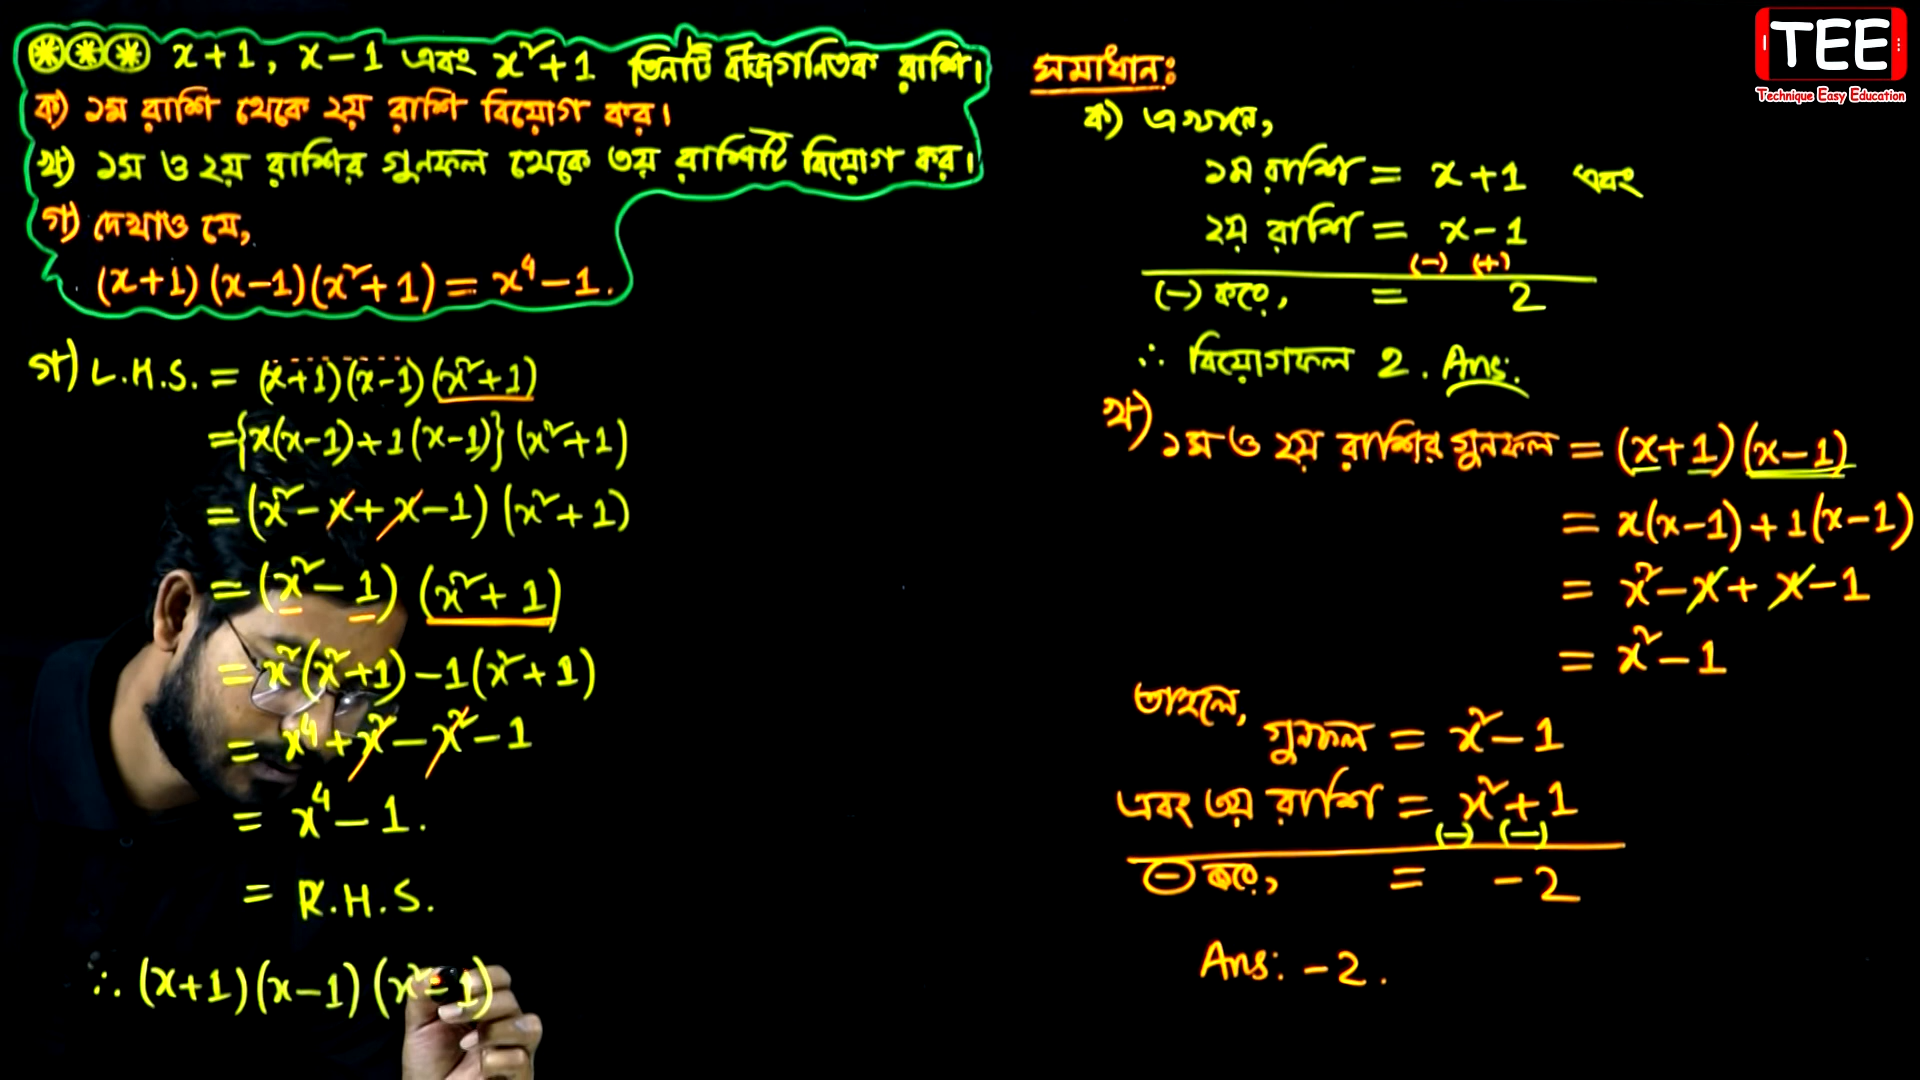 x+1, x-1 এবং x²+1 তিনটি বীজগনিতিক রাশি।
ক) ১ম রাশি থেকে ২য় রাশি বিয়োগ কর।
খ) ১ম ও ২য় রাশির গুনফল থেকে ৩য় রাশিটি বিয়োগ কর।
গ) দেখাও যে,
(x+1)(x-1)(x²+1) = x⁴-1.
গ) L.H.S. = (x+1)(x-1)(x²+1)
= {x(x-1)+1(x-1)}(x²+1)
= (x²-x+x-1)(x²+1)
= (x²-1)(x²+1)
= x²(x²+1)-1(x²+1)
= x⁴+x²-x²-1
= x⁴-1.
= R.H.S.
∴ (x+1)(x-1)(x² 1)
TEE
Technique Easy Education
সমাধান:
ক) এখানে,
১ম রাশি = x+1 এবং
২য় রাশি = x-1
(-) (+)
(-) করে, = 2
∴ বিয়োগফল 2. Ans:
খ)
১ম ও ২য় রাশির গুনফল = (x+1)(x-1)
= x(x-1)+1(x-1)
= x²-x+x-1
= x²-1
তাহলে,
গুনফল = x²-1
এবং ৩য় রাশি = x²+1
(-) (-)
(-) করে, = -2
Ans: -2.